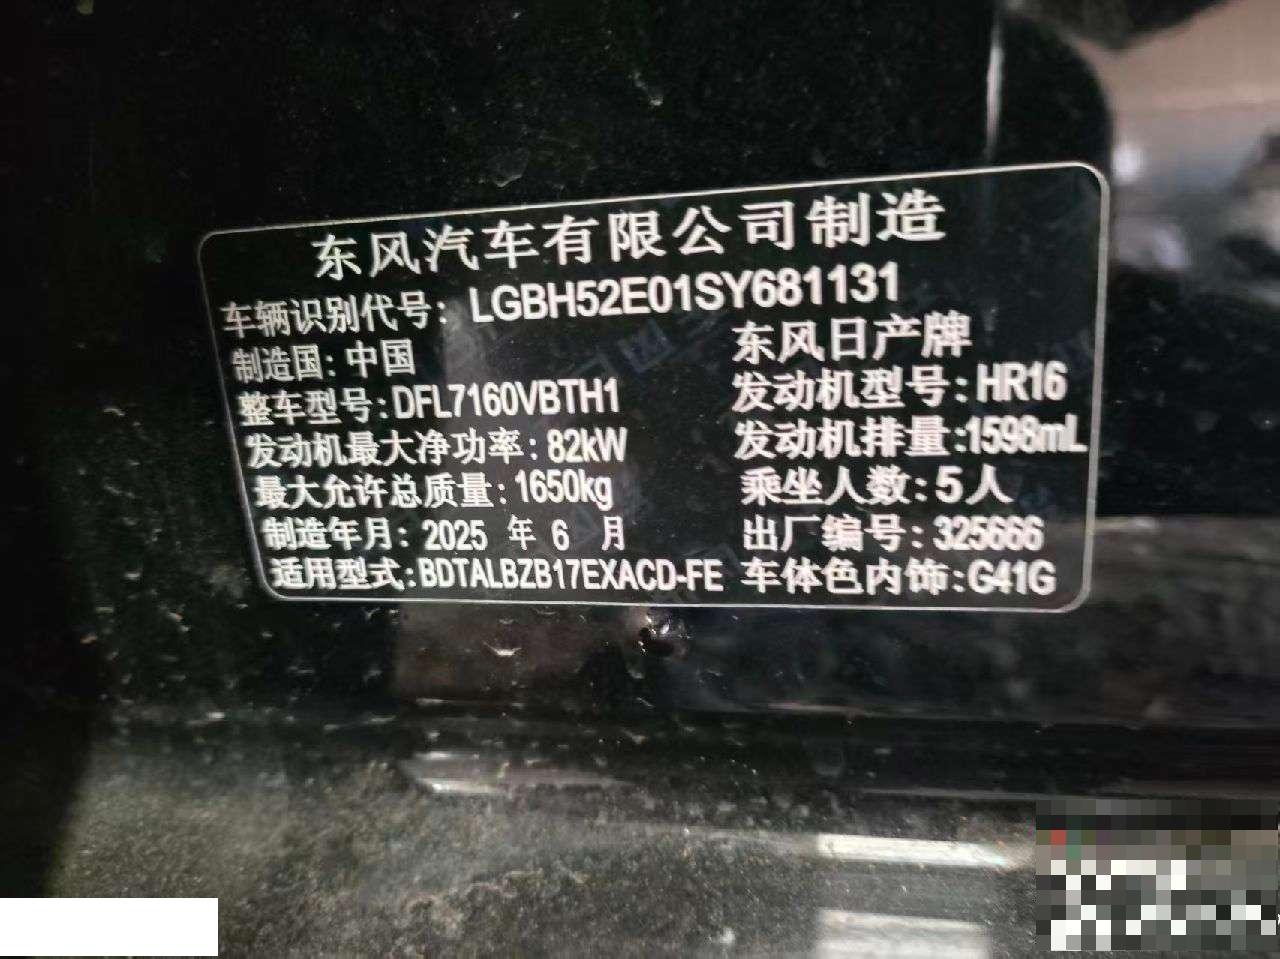 东风汽车有限公司制造
车辆识别代号: LGBH52E01SY681131
制造国: 中国 东风日产牌
整车型号:DFL7160VBTH1 发动机型号:HR16
发动机最大净功率:82kW 发动机排量:1598mL
最大允许总质量:1650kg 乘坐人数:5人
制造年月: 2025 年 6 月 出厂编号:325666
适用型式:BDTALBZB17EXACD-FE 车体色内饰:G41G